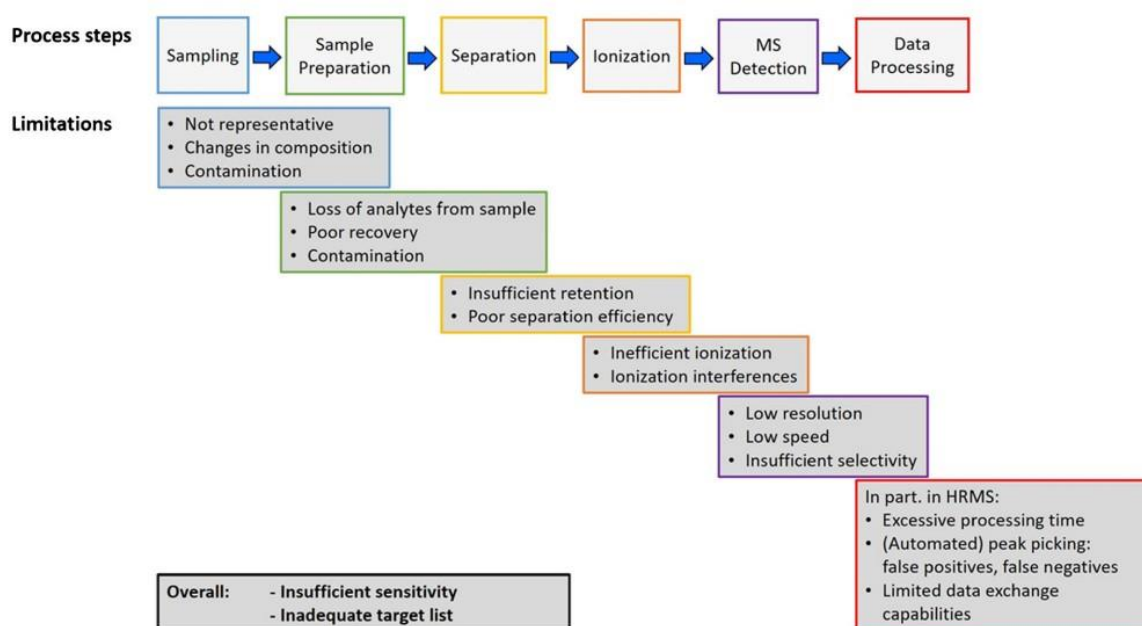 Process steps
Sampling
Sample
Preparation
Separation
Ionization
MS
Detection
Data
Processing
Limitations
• Not representative
• Changes in composition
• Contamination
• Loss of analytes from sample
• Poor recovery
• Contamination
• Insufficient retention
• Poor separation efficiency
• Inefficient ionization
• Ionization interferences
• Low resolution
• Low speed
• Insufficient selectivity
In part. in HRMS:
• Excessive processing time
• (Automated) peak picking:
false positives, false negatives
• Limited data exchange
capabilities
Overall: - Insufficient sensitivity
- Inadequate target list